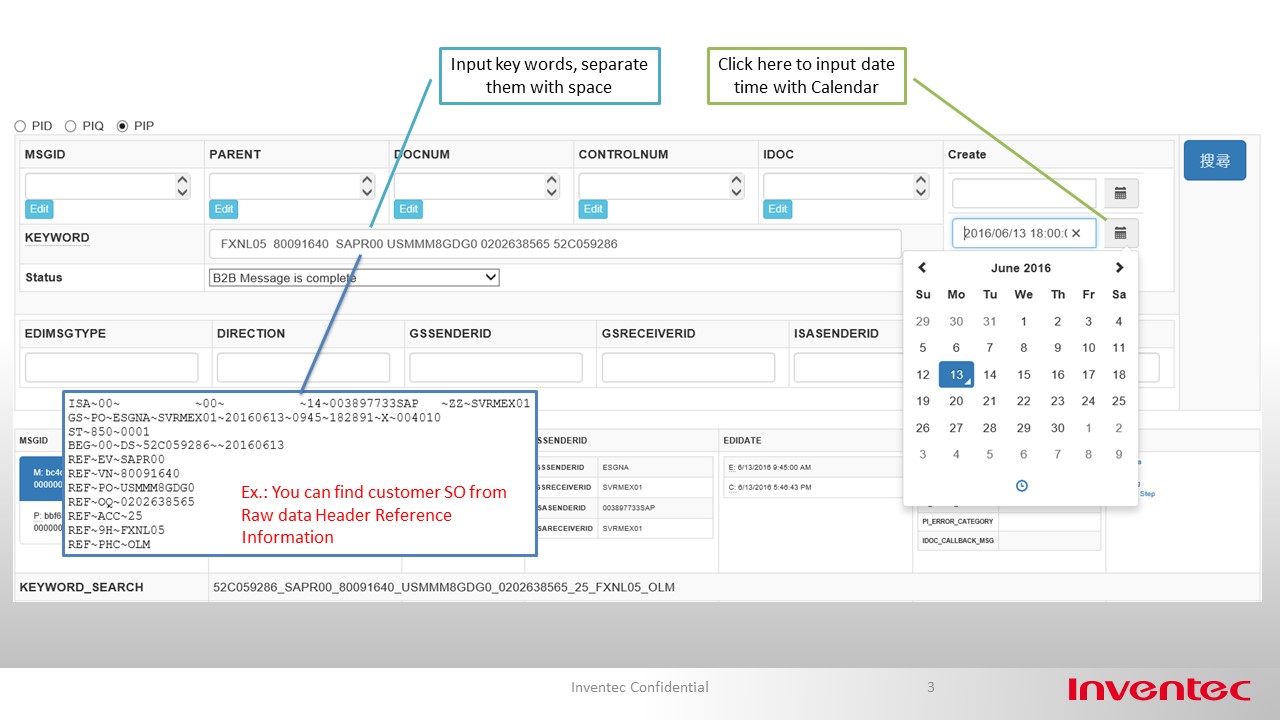 Input key words, separate
them with space
Click here to input date
time with Calendar
PID PIQ PIP
MSGID PARENT DOCNUM CONTROLNUM IDOC Create
搜尋
Edit Edit Edit Edit Edit
KEYWORD FXNL05 80091640 SAPR00 USMMM8GDG0 0202638565 52C059286
2016/06/13 18:00:
Status B2B Message is complete
June 2016
Su Mo Tu We Th Fr Sa
29 30 31 1 2 3 4
5 6 7 8 9 10 11
12 13 14 15 16 17 18
19 20 21 22 23 24 25
26 27 28 29 30 1 2
3 4 5 6 7 8 9
EDIMSGTYPE DIRECTION GSSENDERID GSRECEIVERID ISASENDERID
ISA~00~ ~00~ ~14~003897733SAP ~ZZ~SVRMEX01
GS~PO~ESGNA~SVRMEX01~20160613~0945~182891~X~004010
ST~850~0001
BEG~00~DS~52C059286~~20160613
REF~EV~SAPR00
REF~VN~80091640
REF~PO~USMMM8GDG0
REF~QQ~0202638565
REF~ACC~25
REF~9H~FXNL05
REF~PHC~OLM
Ex.: You can find customer SO from
Raw data Header Reference
Information
MSGID SSENDERID EDIDATE
M: bc4c
00000
P: bbf6
00000
SSENDERID ESGNA
SRECEIVERID SVRMEX01
SASENDERID 003897733SAP
SARECEIVERID SVRMEX01
E: 6/13/2016 9:45:00 AM
C: 6/13/2016 5:46:43 PM
Step
PI_ERROR_CATEGORY
IDOC_CALLBACK_MSG
KEYWORD_SEARCH 52C059286_SAPR00_80091640_USMMM8GDG0_0202638565_25_FXNL05_OLM
Inventec Confidential 3
Inventec